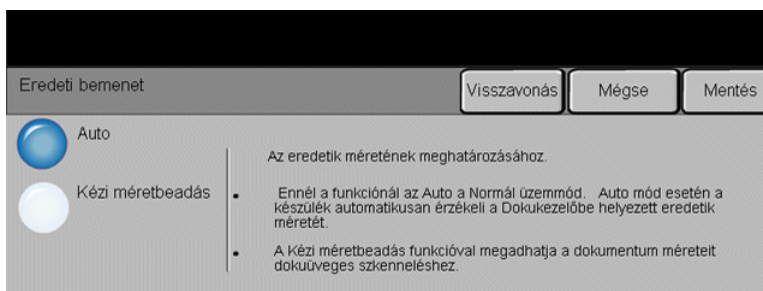 Eredeti bemenet
Visszavonás
Mégse
Mentés
Auto
Kézi méretbeadás
Az eredetik méretének meghatározásához.
• Ennél a funkciónál az Auto a Normál üzemmód. Auto mód esetén a
készülék automatikusan érzékeli a Dokukezelőbe helyezett eredetik
méretét.
• A Kézi méretbeadás funkcióval megadhatja a dokumentum méreteit
dokuüveges szkenneléshez.